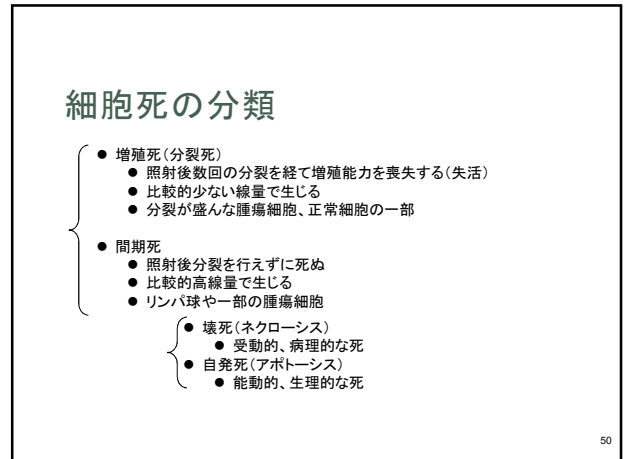 細胞死の分類
● 増殖死(分裂死)
● 照射後数回の分裂を経て増殖能力を喪失する(失活)
● 比較的少ない線量で生じる
● 分裂が盛んな腫瘍細胞、正常細胞の一部
● 間期死
● 照射後分裂を行えずに死ぬ
● 比較的高線量で生じる
● リンパ球や一部の腫瘍細胞
● 壊死(ネクローシス)
● 受動的、病理的な死
● 自発死(アポトーシス)
● 能動的、生理的な死
50